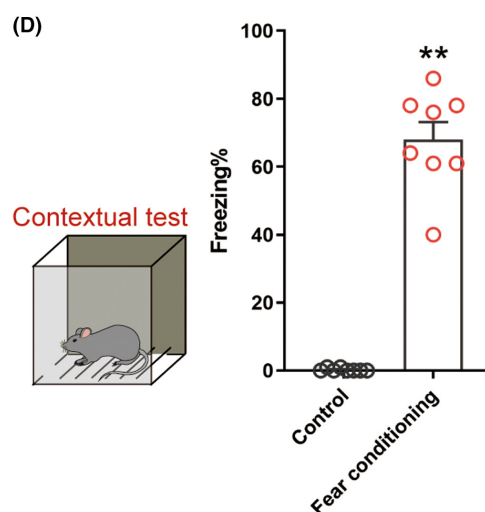 (D)
Contextual test
Freezing%
100
80
60
40
20
0
**
Control
Fear conditioning